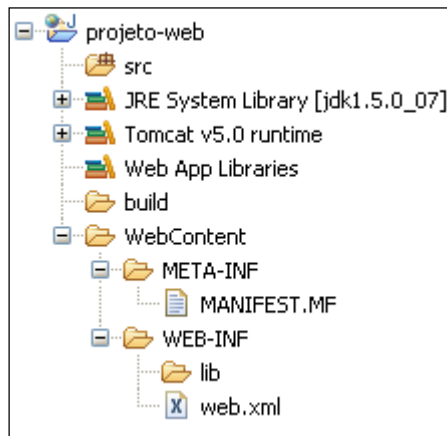 projeto-web
src
JRE System Library [jdk1.5.0_07]
Tomcat v5.0 runtime
Web App Libraries
build
WebContent
META-INF
MANIFEST.MF
WEB-INF
lib
web.xml